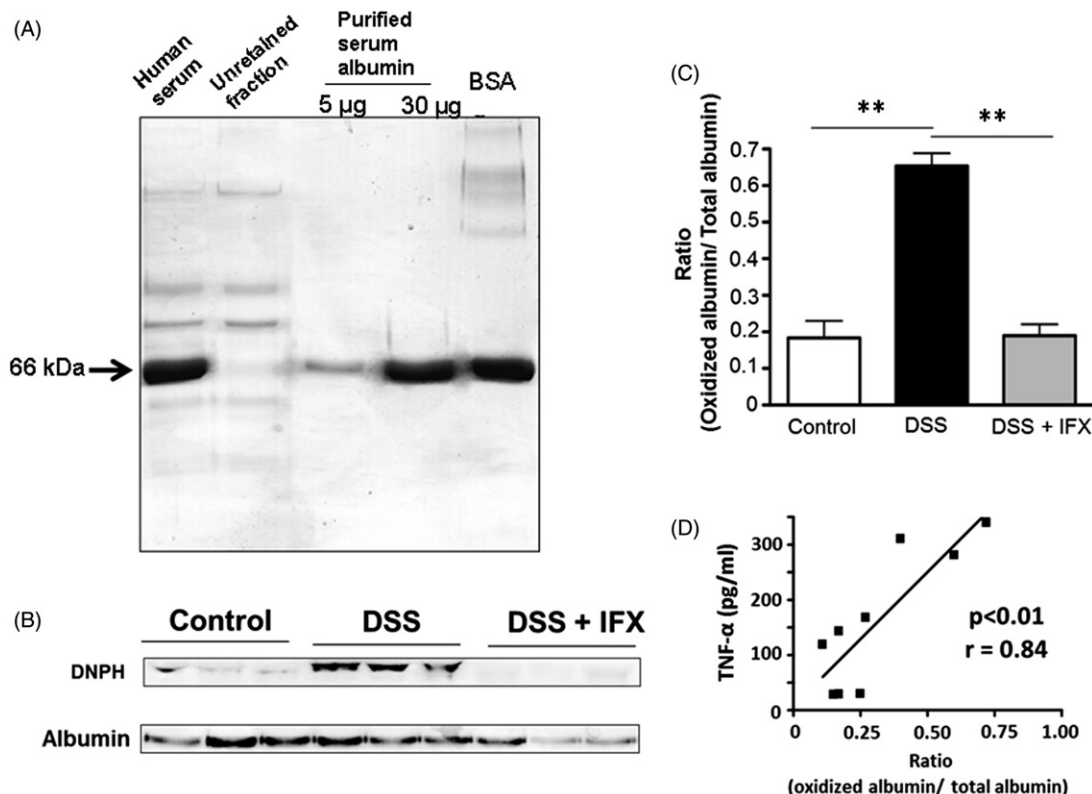 (A)
Human serum
Unretained fraction
Purified
serum
albumin
5 µg
30 µg
BSA
66 kDa
(B)
Control
DSS
DSS + IFX
DNPH
Albumin
(C)
**
**
Ratio
(Oxidized albumin/ Total albumin)
0.7
0.6
0.5
0.4
0.3
0.2
0.1
0
Control
DSS
DSS + IFX
(D)
TNF-α (pg/ml)
300
200
100
0
p<0.01
r = 0.84
0
0.25
0.50
0.75
1.00
Ratio
(oxidized albumin/ total albumin)